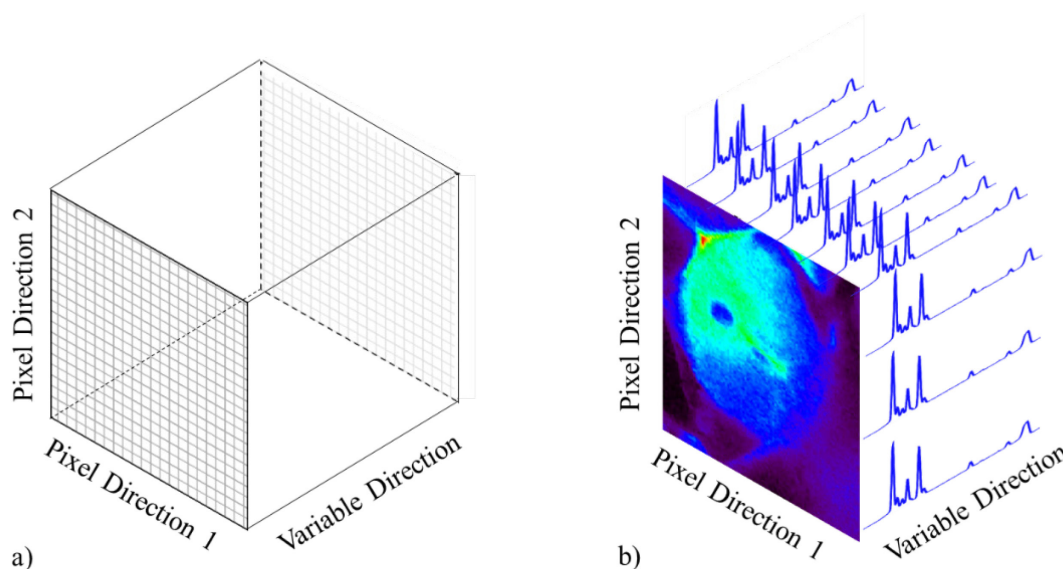 Pixel Direction 2
Pixel Direction 1
Variable Direction
a)
Pixel Direction 2
Pixel Direction 1
Variable Direction
b)